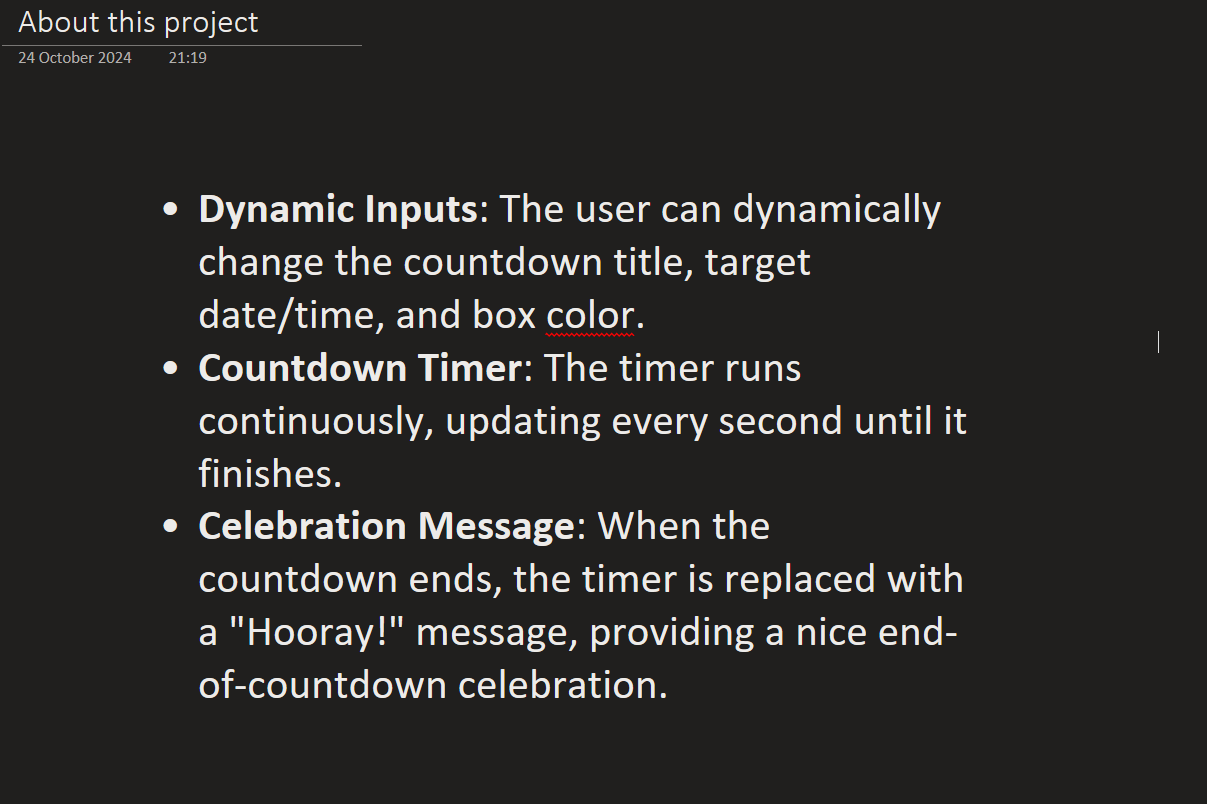 About this project
24 October 2024 21:19
• Dynamic Inputs: The user can dynamically
change the countdown title, target
date/time, and box color.
• Countdown Timer: The timer runs
continuously, updating every second until it
finishes.
• Celebration Message: When the
countdown ends, the timer is replaced with
a "Hooray!" message, providing a nice end-
of-countdown celebration.